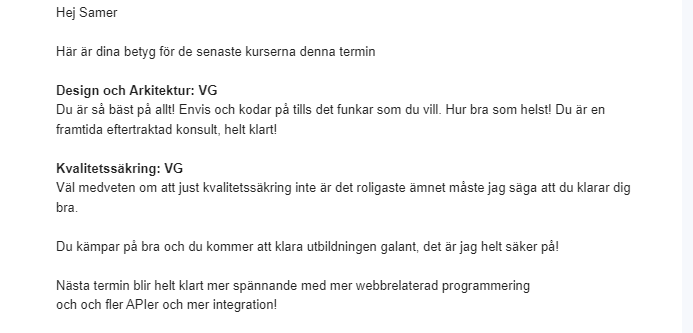 Hej Samer
Här är dina betyg för de senaste kurserna denna termin
Design och Arkitektur: VG
Du är så bäst på allt! Envis och kodar på tills det funkar som du vill. Hur bra som helst! Du är en
framtida eftertraktad konsult, helt klart!
Kvalitetssäkring: VG
Väl medveten om att just kvalitetssäkring inte är det roligaste ämnet måste jag säga att du klarar dig
bra.
Du kämpar på bra och du kommer att klara utbildningen galant, det är jag helt säker på!
Nästa termin blir helt klart mer spännande med mer webbrelaterad programmering
och och fler APIer och mer integration!